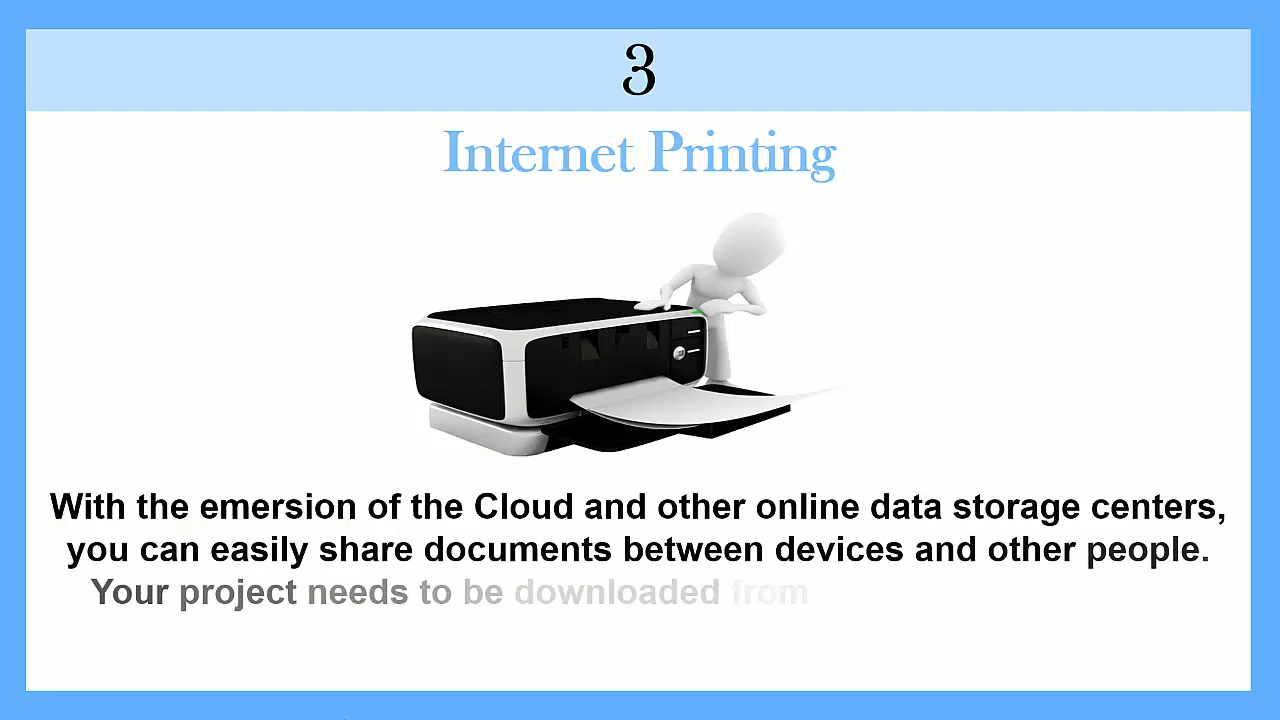 3
Internet Printing
With the emersion of the Cloud and other online data storage centers,
you can easily share documents between devices and other people.
Your project needs to be downloaded from